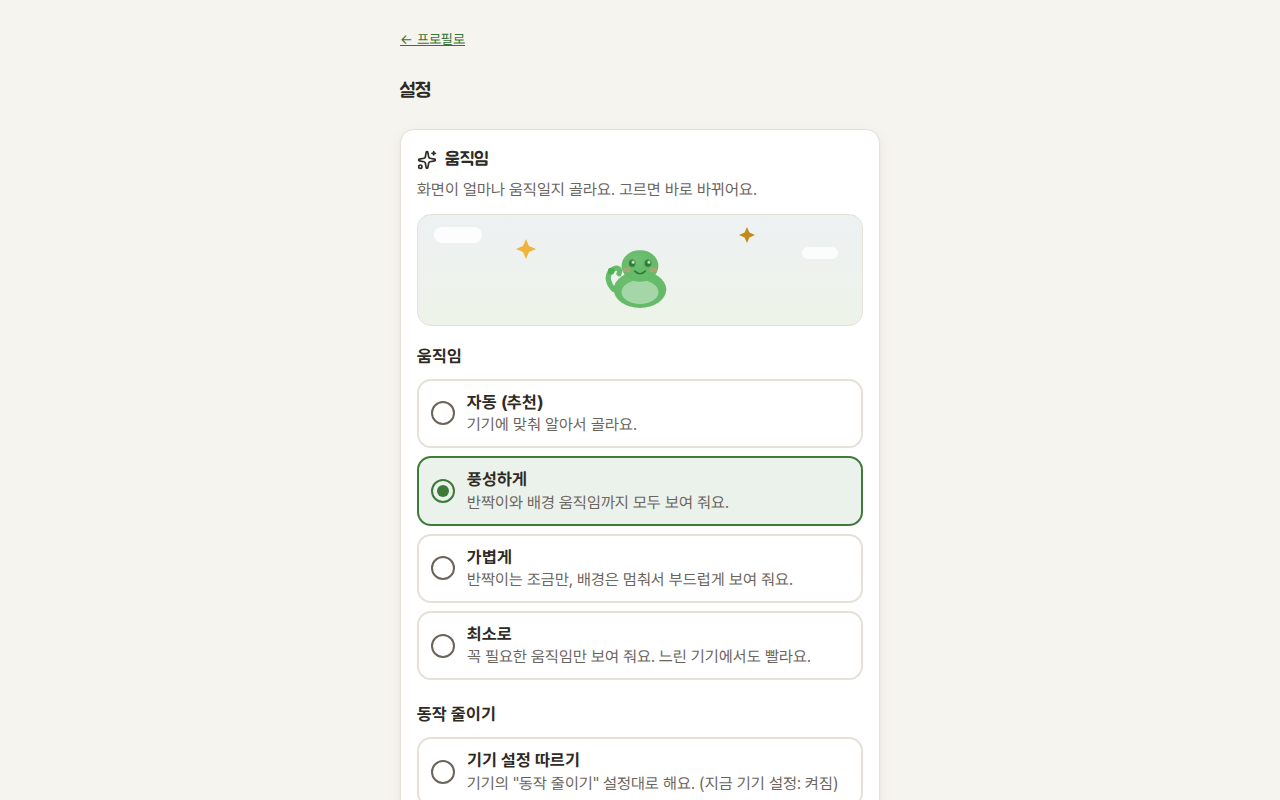 ← 프로필로
설정
움직임
화면이 얼마나 움직일지 골라요. 고르면 바로 바뀌어요.
움직임
자동 (추천)
기기에 맞춰 알아서 골라요.
풍성하게
반짝이와 배경 움직임까지 모두 보여 줘요.
가볍게
반짝이는 조금만, 배경은 멈춰서 부드럽게 보여 줘요.
최소로
꼭 필요한 움직임만 보여 줘요. 느린 기기에서도 빨라요.
동작 줄이기
기기 설정 따르기
기기의 "동작 줄이기" 설정대로 해요. (지금 기기 설정: 켜짐)